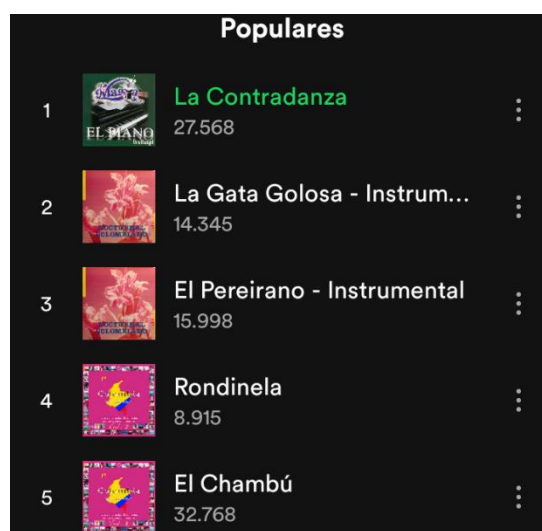 Populares
1
La Contradanza
27.568
EL PIANO
2
La Gata Golosa - Instrum...
14.345
3
El Pereirano - Instrumental
15.998
4
Rondinela
8.915
5
El Chambú
32.768